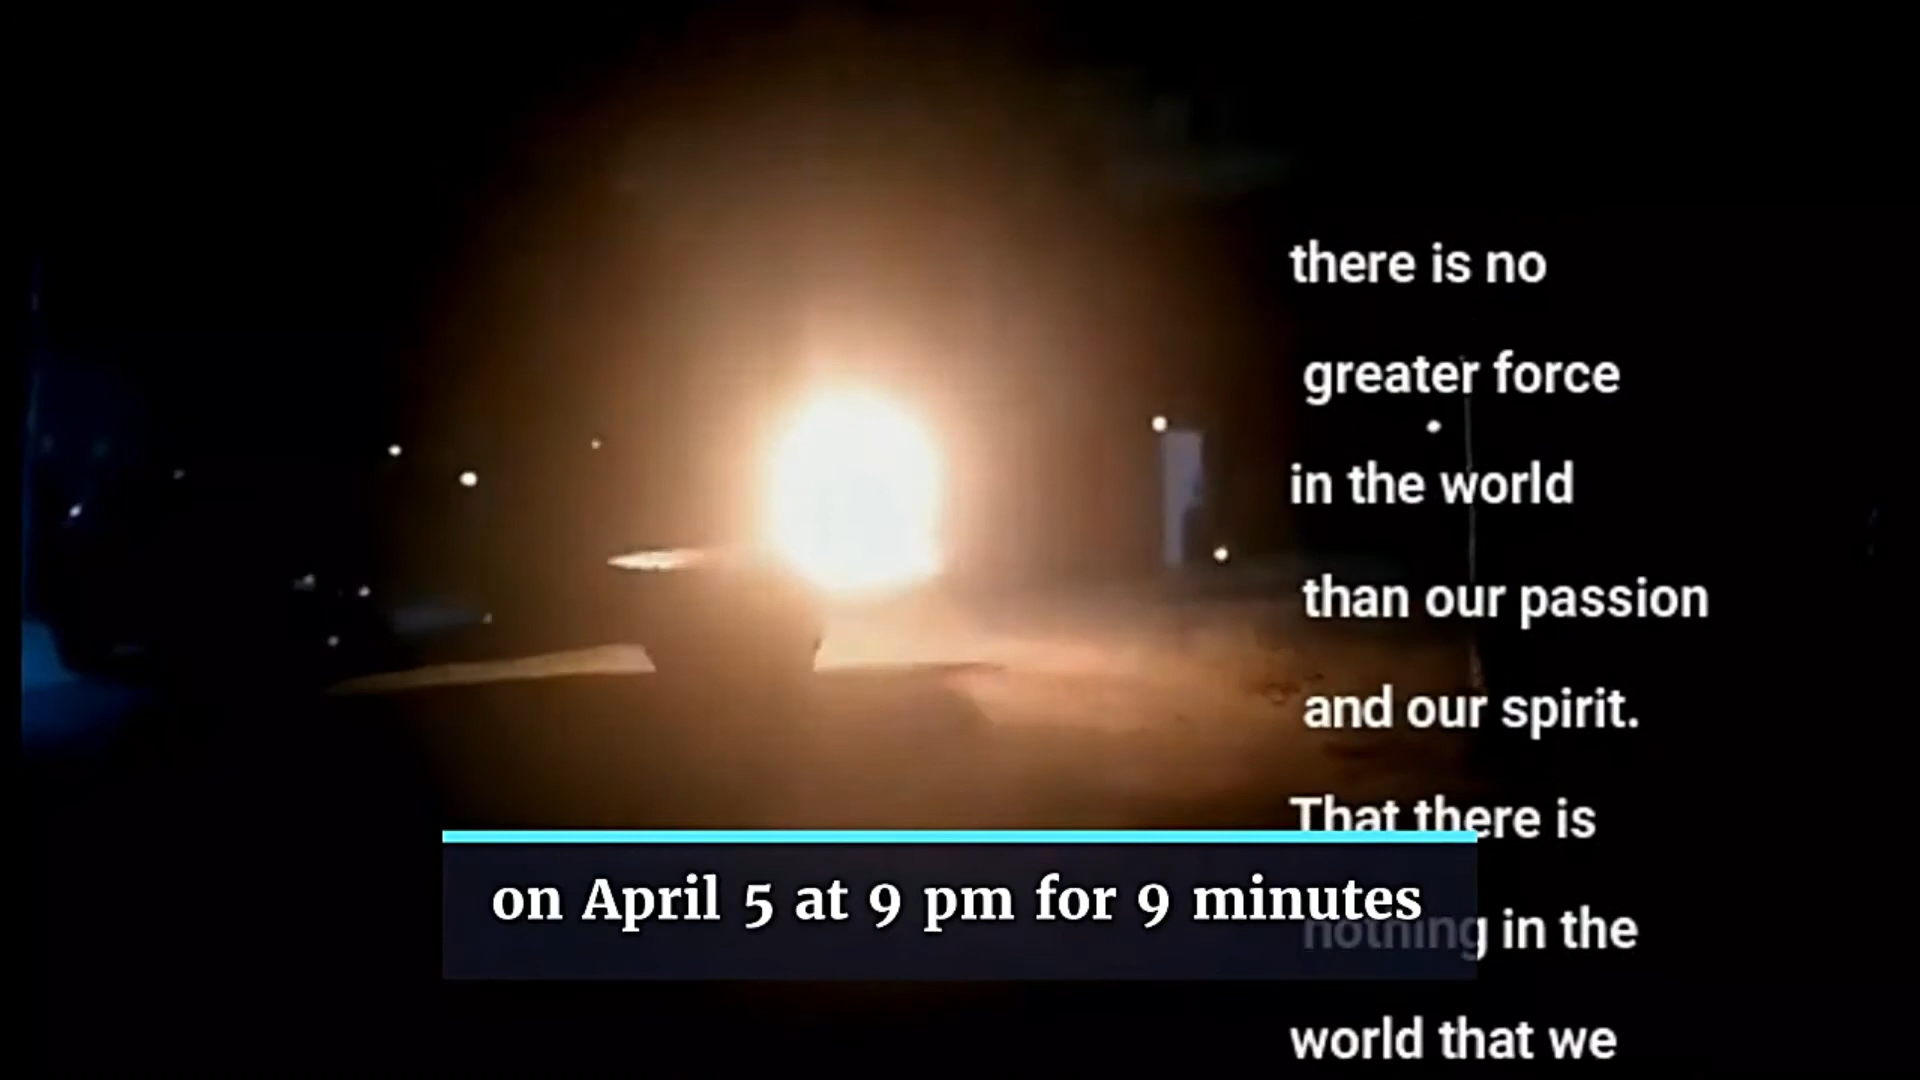 there is no
greater force
in the world
than our passion
and our spirit.
That there is
nothing in the
world that we
on April 5 at 9 pm for 9 minutes